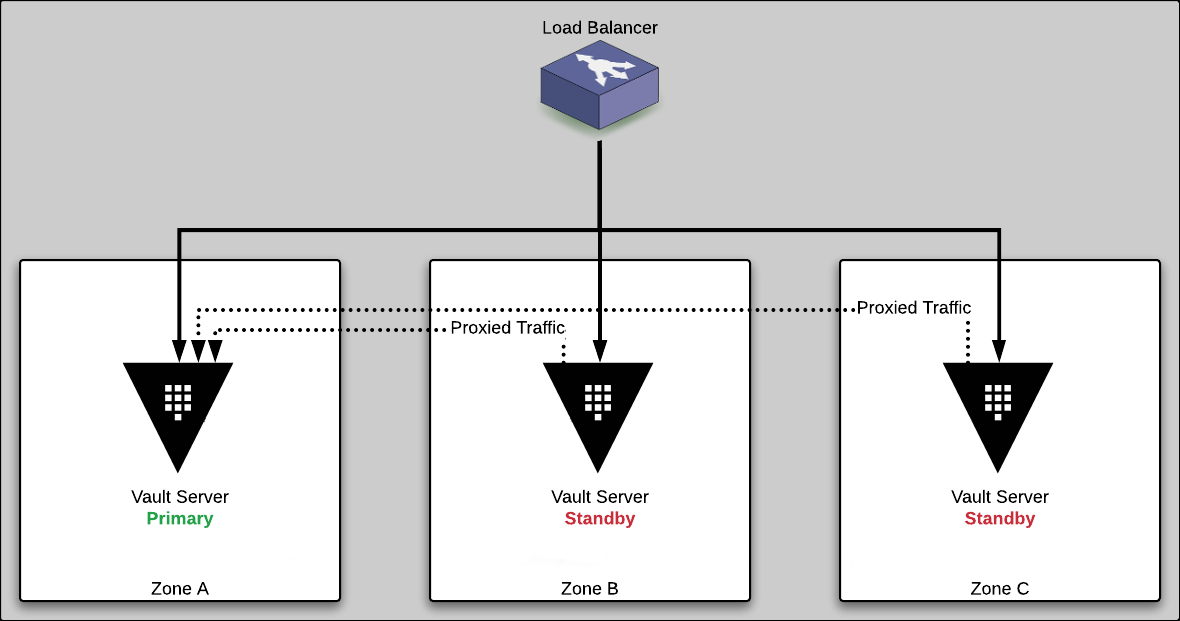 Load Balancer
Proxied Traffic
Proxied Traffic
Vault Server
Primary
Zone A
Vault Server
Standby
Zone B
Vault Server
Standby
Zone C